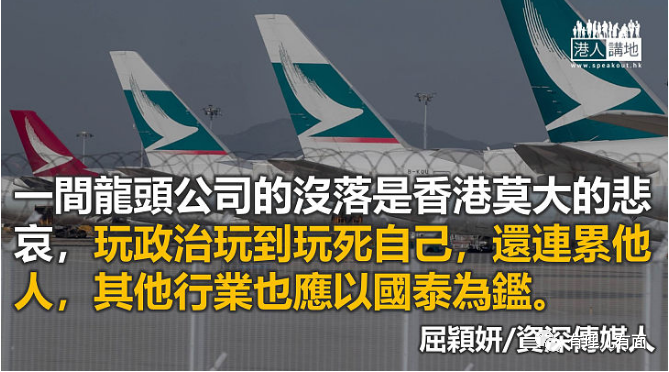 港人講地
www.speakout.hk
一間龍頭公司的沒落是香港莫大的悲
哀，玩政治玩到玩死自己，還連累他
人，其他行業也應以國泰為鑑。
屈穎妍/資深傳媒人